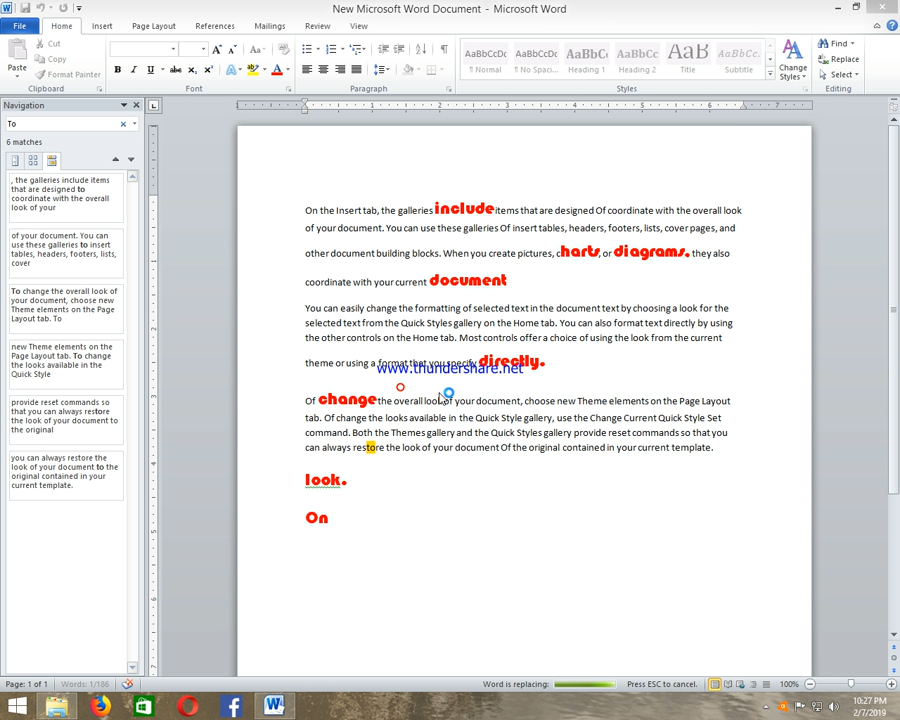 New Microsoft Word Document - Microsoft Word
File Home Insert Page Layout References Mailings Review View
Paste
Cut
Copy
Format Painter
Clipboard Font Paragraph Styles Editing
AaBbCcDc AaBbCcDc AaBbC AaBbCc AaB AaBbCc.
¶ Normal ¶ No Spaci... Heading 1 Heading 2 Title Subtitle
Change Styles
Find
Replace
Select
Navigation
To
6 matches
, the galleries include items
that are designed to
coordinate with the overall
look of your
of your document. You can
use these galleries to insert
tables, headers, footers, lists,
cover
To change the overall look of
your document, choose new
Theme elements on the Page
Layout tab. To
new Theme elements on the
Page Layout tab. To change
the looks available in the
Quick Style
provide reset commands so
that you can always restore
the look of your document to
the original
you can always restore the
look of your document to the
original contained in your
current template.
On the Insert tab, the galleries include items that are designed Of coordinate with the overall look
of your document. You can use these galleries Of insert tables, headers, footers, lists, cover pages, and
other document building blocks. When you create pictures, charts, or diagrams. they also
coordinate with your current document
You can easily change the formatting of selected text in the document text by choosing a look for the
selected text from the Quick Styles gallery on the Home tab. You can also format text directly by using
the other controls on the Home tab. Most controls offer a choice of using the look from the current
theme or using a format that you specify directly.
www.thundershare.net
Of change the overall look of your document, choose new Theme elements on the Page Layout
tab. Of change the looks available in the Quick Style gallery, use the Change Current Quick Style Set
command. Both the Themes gallery and the Quick Styles gallery provide reset commands so that you
can always restore the look of your document Of the original contained in your current template.
look.
On
Page: 1 of 1 Words: 1/186 Word is replacing: Press ESC to cancel. 100%
10:27 PM
2/7/2019